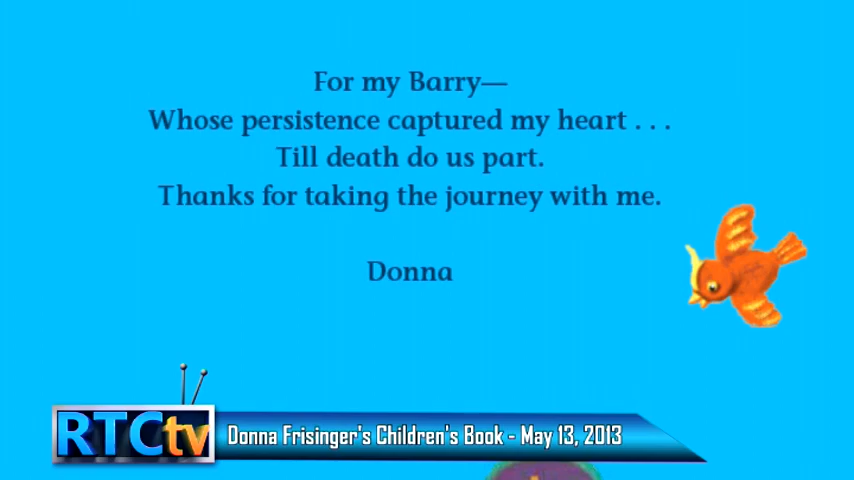 For my Barry—
Whose persistence captured my heart . . .
Till death do us part.
Thanks for taking the journey with me.
Donna
RTCtv
Donna Frisinger's Children's Book - May 13, 2013